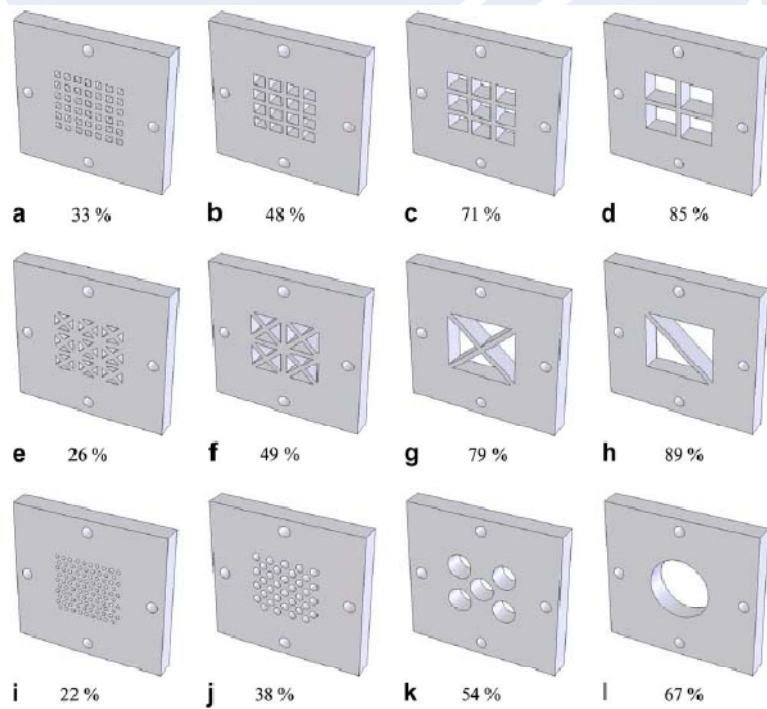 a 33 % b 48 % c 71 % d 85 %
e 26 % f 49 % g 79 % h 89 %
i 22 % j 38 % k 54 % l 67 %